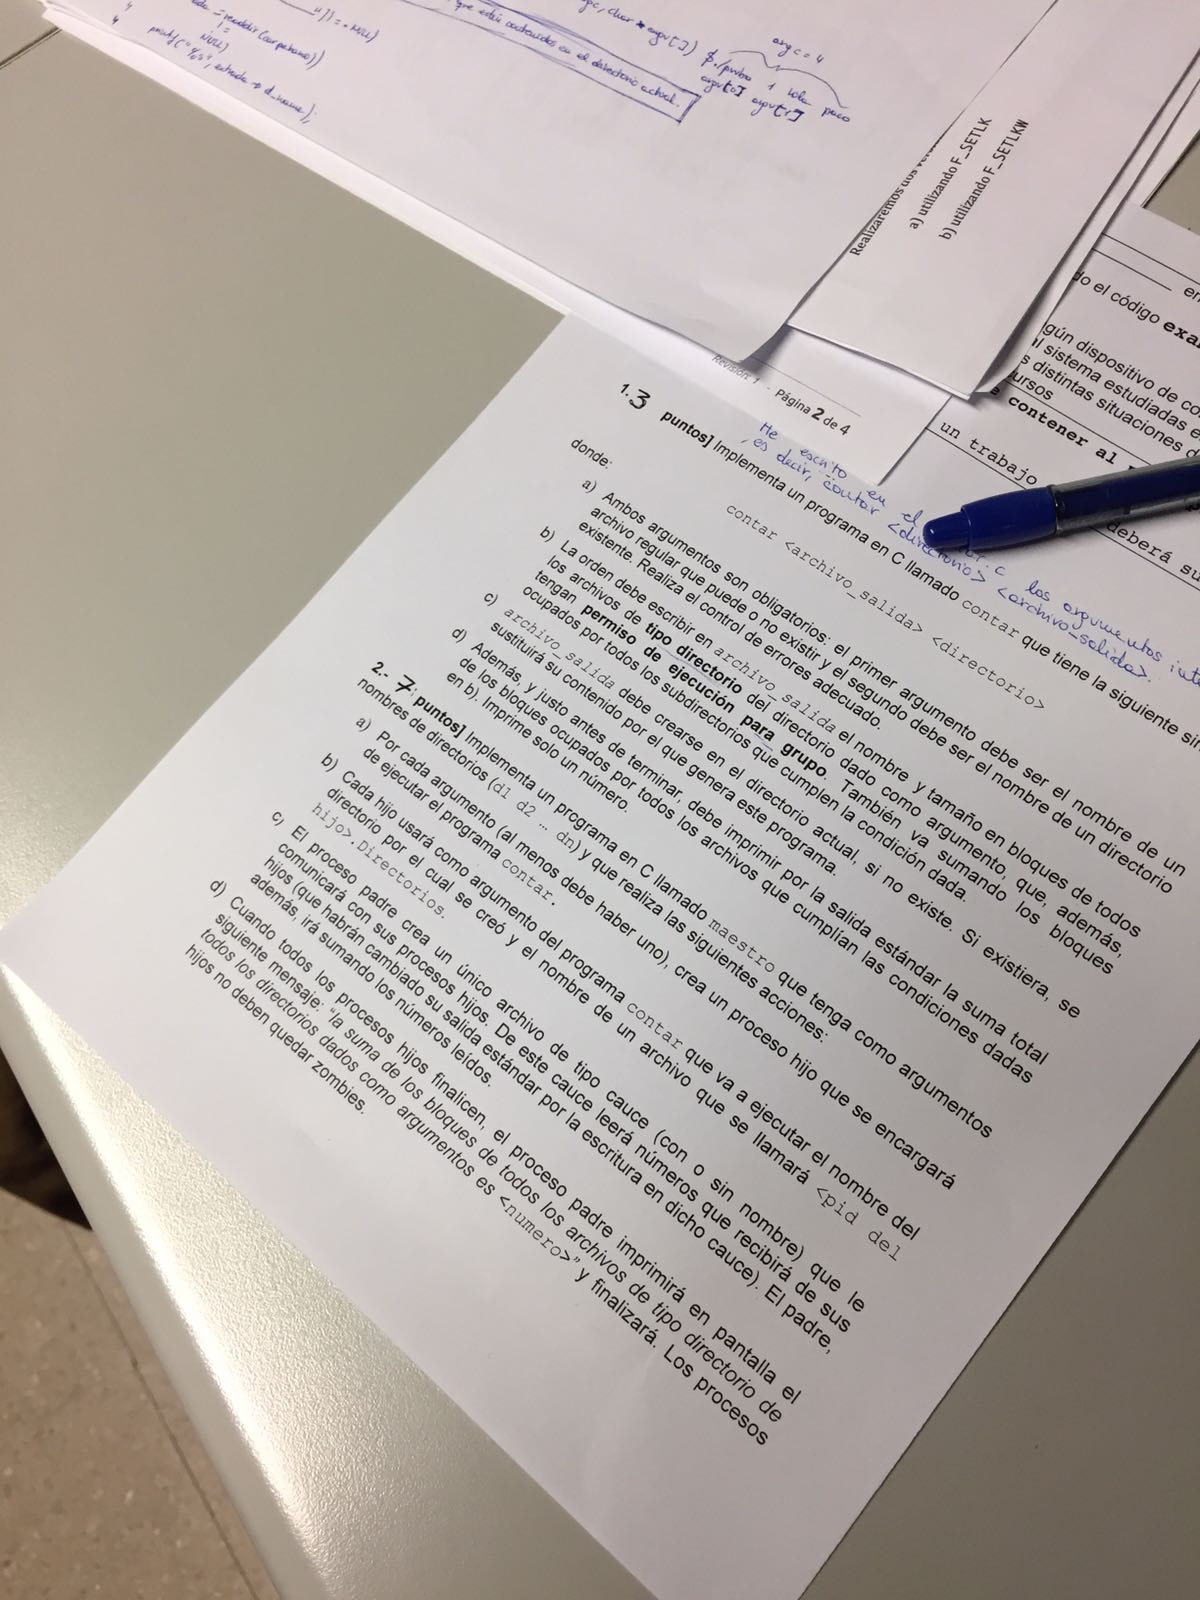 u[]) = NULL)
= readdir(
NULL)
printf("%s", entrada → d_name);
que están contenidos en el directorio actual.
char *argv[])
argc = 4
$./prueba 1 hola paco
argv[0] argv[1]
Realizaremos dos
a) utilizando F_SETLK
b) utilizando F_SETLKW
en
do el código
gún dispositivo de
l sistema estudiadas
s distintas situaciones
ursos
e contener al
un trabajo
deberá
Revisión: 1 - Página 2 de 4
He escrito en el .c los argumentos
, es decir, contar <directorio> <archivo_salida>.
1.3 puntos] Implementa un programa en C llamado contar que tiene la siguiente
contar <archivo_salida> <directorio>
donde:
a) Ambos argumentos son obligatorios: el primer argumento debe ser el nombre de un
archivo regular que puede o no existir y el segundo debe ser el nombre de un directorio
existente. Realiza el control de errores adecuado.
b) La orden debe escribir en archivo_salida el nombre y tamaño en bloques de todos
los archivos de tipo directorio del directorio dado como argumento, que, además,
tengan permiso de ejecución para grupo. También va sumando los bloques
ocupados por todos los subdirectorios que cumplen la condición dada.
c) archivo_salida debe crearse en el directorio actual, si no existe. Si existiera, se
sustituirá su contenido por el que genera este programa.
d) Además, y justo antes de terminar, debe imprimir por la salida estándar la suma total
de los bloques ocupados por todos los archivos que cumplían las condiciones dadas
en b). Imprime solo un número.
2.- 7 puntos] Implementa un programa en C llamado maestro que tenga como argumentos
nombres de directorios (d1 d2 … dn) y que realiza las siguientes acciones:
a) Por cada argumento (al menos debe haber uno), crea un proceso hijo que se encargará
de ejecutar el programa contar.
b) Cada hijo usará como argumento del programa contar que va a ejecutar el nombre del
directorio por el cual se creó y el nombre de un archivo que se llamará <pid del
hijo>.Directorios.
c) El proceso padre crea un único archivo de tipo cauce (con o sin nombre) que le
comunicará con sus procesos hijos. De este cauce leerá números que recibirá de sus
hijos (que habrán cambiado su salida estándar por la escritura en dicho cauce). El padre,
además, irá sumando los números leídos.
d) Cuando todos los procesos hijos finalicen, el proceso padre imprimirá en pantalla el
siguiente mensaje: "la suma de los bloques de todos los archivos de tipo directorio de
todos los directorios dados como argumentos es <numero>" y finalizará. Los procesos
hijos no deben quedar zombies.